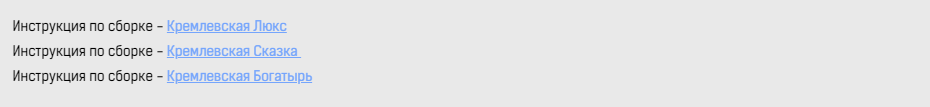 Инструкция по сборке - Кремлевская Люкс
Инструкция по сборке - Кремлевская Сказка
Инструкция по сборке - Кремлевская Богатырь